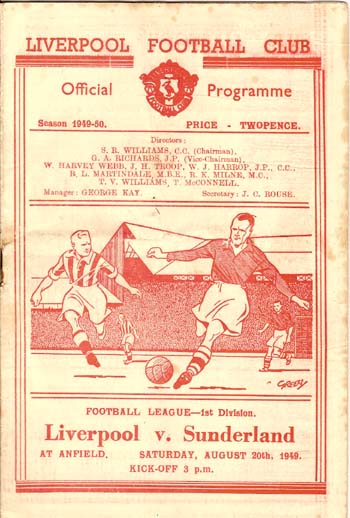 LIVERPOOL FOOTBALL CLUB
Official Programme
Season 1949-50. PRICE - TWOPENCE.
Directors:
S. R. WILLIAMS, C.C. (Chairman),
G. A. RICHARDS, J.P. (Vice-Chairman),
W. HARVEY WEBB, J. H. TROOP, W. J. HARROP, J.P., C.C.,
B. L. MARTINDALE, M.B.E., R. K. MILNE, M.C.,
T. V. WILLIAMS, T. McCONNELL.
Manager: GEORGE KAY. Secretary: J. C. ROUSE.
FOOTBALL LEAGUE—1st Division.
Liverpool v. Sunderland
AT ANFIELD. SATURDAY, AUGUST 20th, 1949.
KICK-OFF 3 p.m.